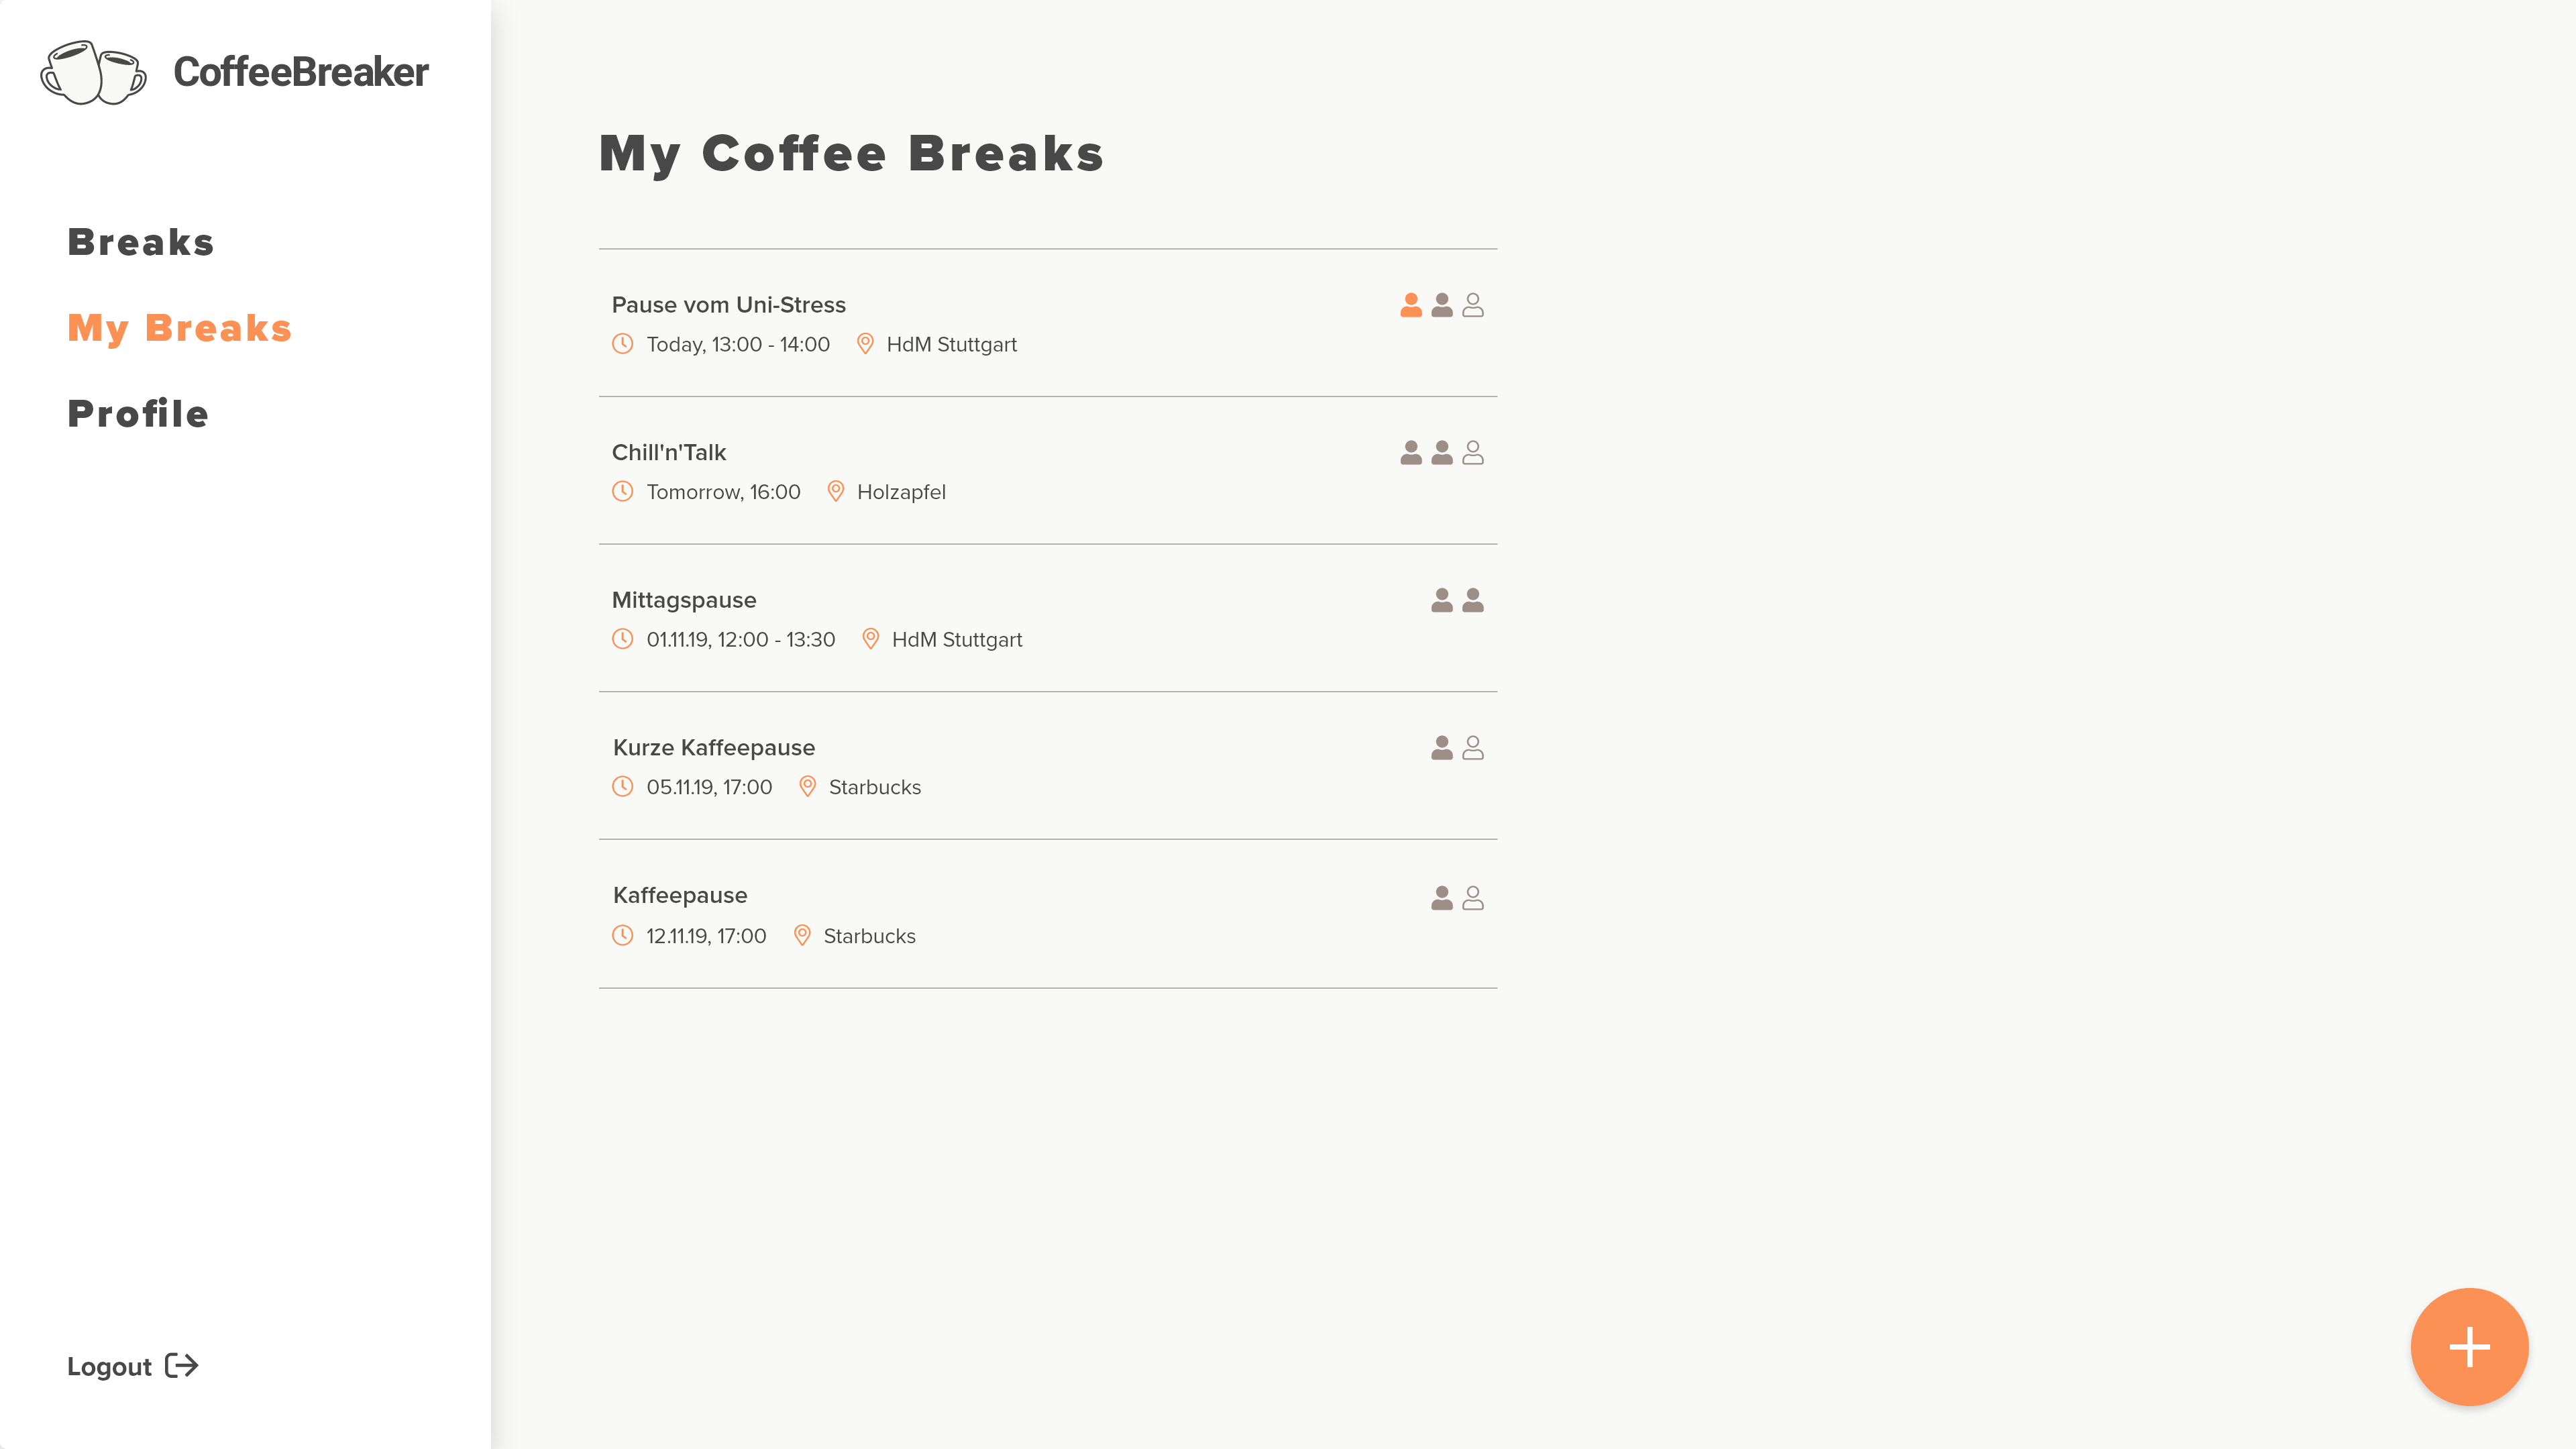 CoffeeBreaker
Breaks
My Breaks
Profile
Logout
My Coffee Breaks
Pause vom Uni-Stress
Today, 13:00 - 14:00 HdM Stuttgart
Chill'n'Talk
Tomorrow, 16:00 Holzapfel
Mittagspause
01.11.19, 12:00 - 13:30 HdM Stuttgart
Kurze Kaffeepause
05.11.19, 17:00 Starbucks
Kaffeepause
12.11.19, 17:00 Starbucks